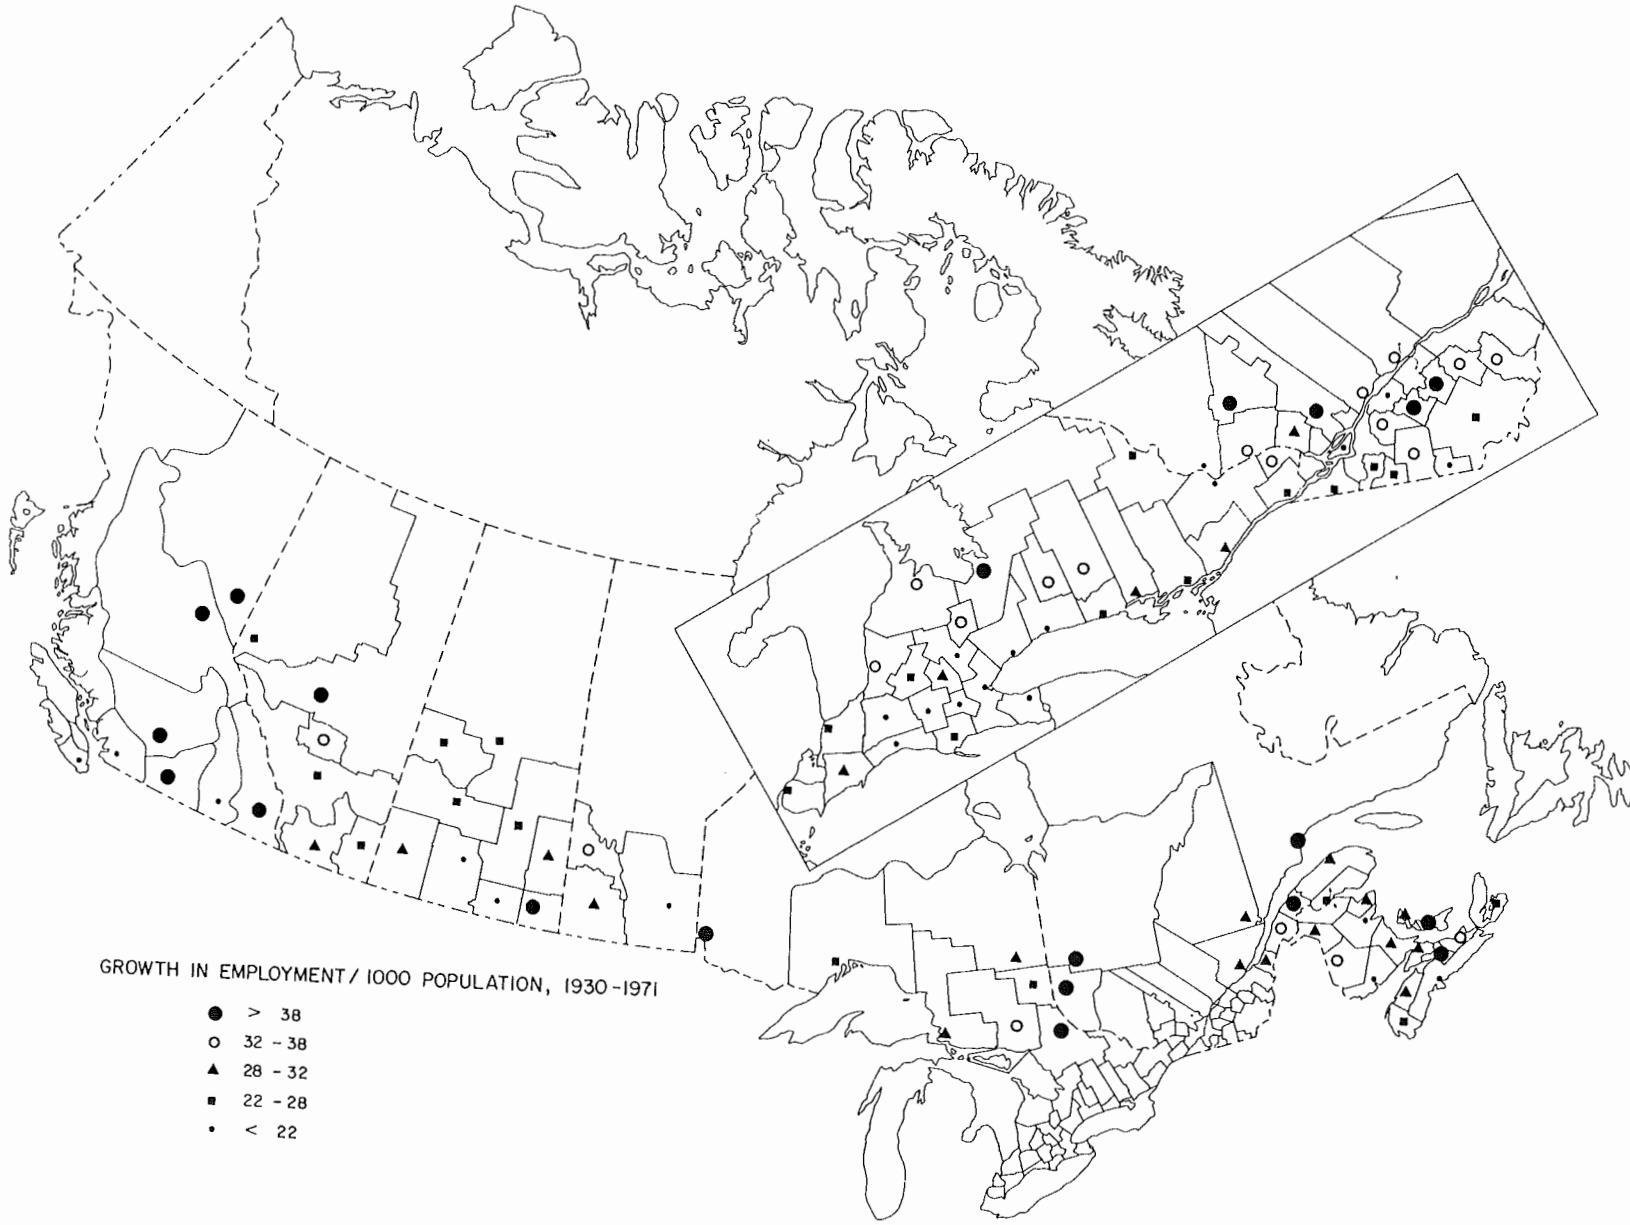 GROWTH IN EMPLOYMENT/1000 POPULATION, 1930-1971
> 38
32 - 38
28 - 32
22 - 28
< 22